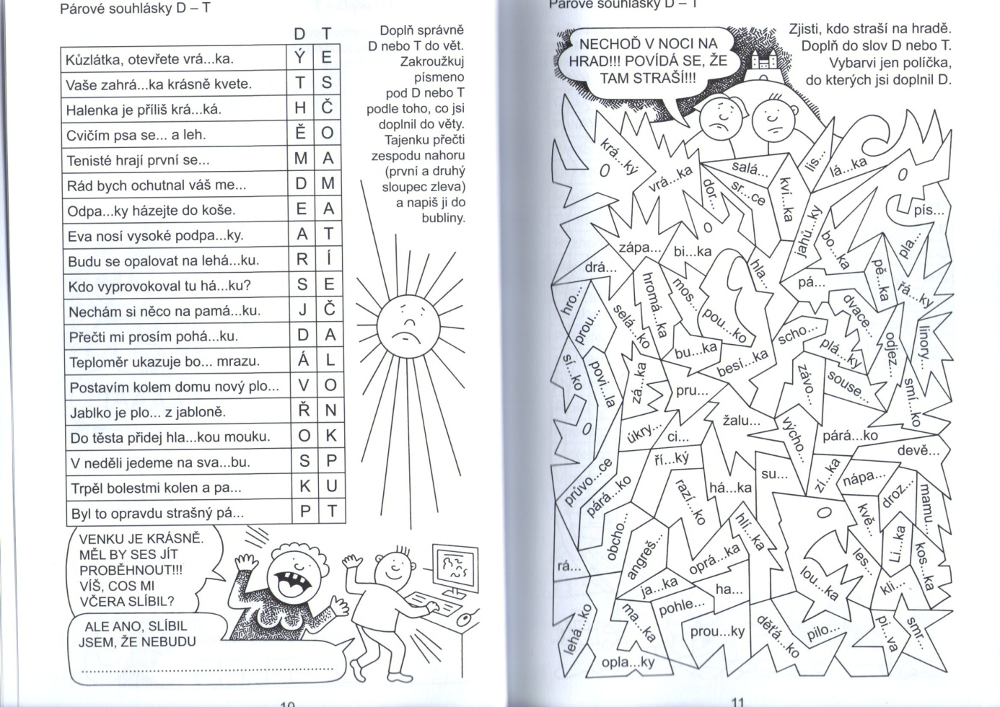 Párové souhlásky D – T
D T
Kůzlátka, otevřete vrá...ka. Ý E
Vaše zahrá...ka krásně kvete. T S
Halenka je příliš krá...ká. H Č
Cvičím psa se... a leh. Ě O
Tenisté hrají první se... M A
Rád bych ochutnal váš me... D M
Odpa...ky házejte do koše. E A
Eva nosí vysoké podpa...ky. A T
Budu se opalovat na lehá...ku. R Í
Kdo vyprovokoval tu há...ku? S E
Nechám si něco na pamá...ku. J Č
Přečti mi prosím pohá...ku. D A
Teploměr ukazuje bo... mrazu. Á L
Postavím kolem domu nový plo... V O
Jablko je plo... z jabloně. Ř N
Do těsta přidej hla...kou mouku. O K
V neděli jedeme na sva...bu. S P
Trpěl bolestmi kolen a pa... K U
Byl to opravdu strašný pá... P T
Doplň správně
D nebo T do vět.
Zakroužkuj
písmeno
pod D nebo T
podle toho, co jsi
doplnil do věty.
Tajenku přečti
zespodu nahoru
(první a druhý
sloupec zleva)
a napiš ji do
bubliny.
VENKU JE KRÁSNĚ.
MĚL BY SES JÍT
PROBĚHNOUT!!!
VÍŠ, COS MI
VČERA SLÍBIL?
ALE ANO, SLÍBIL
JSEM, ŽE NEBUDU
..........................................................
10
Párové souhlásky D – T
NECHOĎ V NOCI NA
HRAD!!! POVÍDÁ SE, ŽE
TAM STRAŠÍ!!!
Zjisti, kdo straší na hradě.
Doplň do slov D nebo T.
Vybarvi jen políčka,
do kterých jsi doplnil D.
krá...ký
vrá...ka
dor...
salá...
sr...ce
kví...ka
lis...
lá...ka
pís...
jahů...ky
bo...ka
pla...
zápa...
bi...ka
hla...
pě...ka
drá...
pá...
řá...ky
hro...
hromá...ka
mos...
dvace...
prou...
selá...ko
pou...ko
scho...
odjez...
linory...
bu...ka
plá...ky
sí...ko
povi...la
zá...ka
besí...ka
závo...
souse...
smí...ko
pru...
žalu...
úkry...
ci...
výcho...
párá...ko
devě...
ří...ký
su...
zí...ka
nápa...
průvo...ce
párá...ko
razí...ko
há...ka
droz...
mamu...
obcho...
hlí...ka
kvě...
Li...ka
rá...
angreš...
oprá...ka
les...
kos...ka
ja...ka
ha...
lou...ka
kli...
pohle...
lehá...ko
ma...ka
prou...ky
děťá...ko
pilo...
pi...va
smr...
opla...ky
11